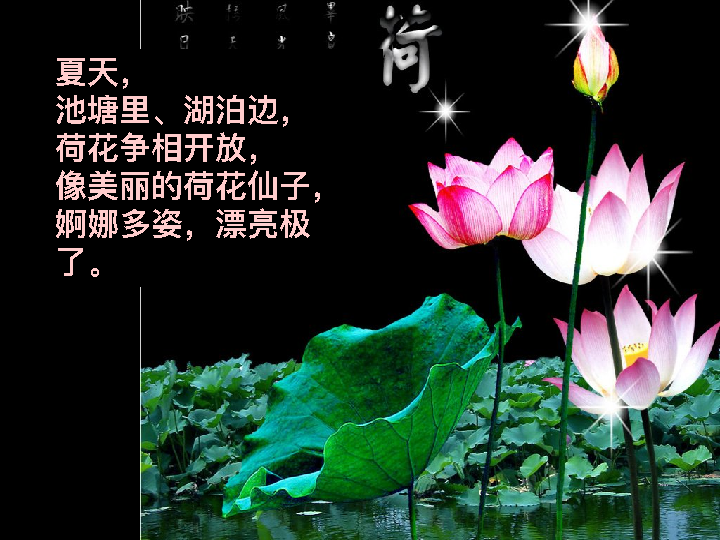 荷
夏天，
池塘里、湖泊边，
荷花争相开放，
像美丽的荷花仙子，
婀娜多姿，漂亮极
了。